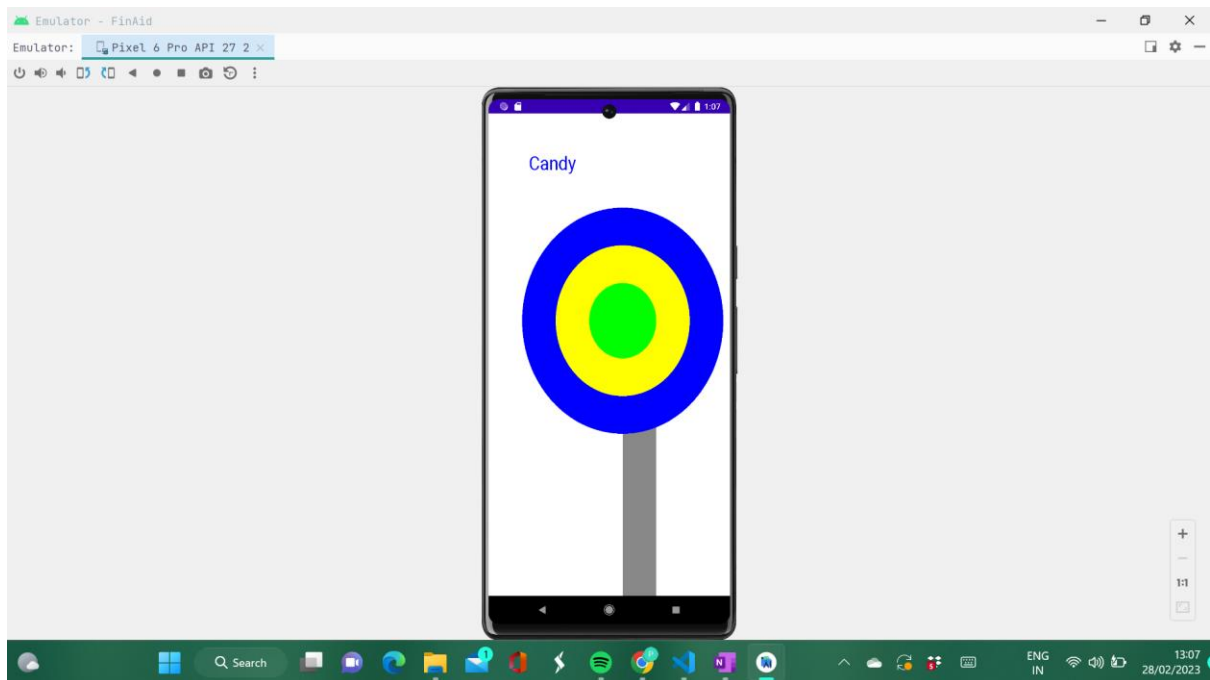 Emulator - FinAid
Emulator: Pixel 6 Pro API 27 2
1:07
Candy
1:1
Search
1
ENG
IN
13:07
28/02/2023